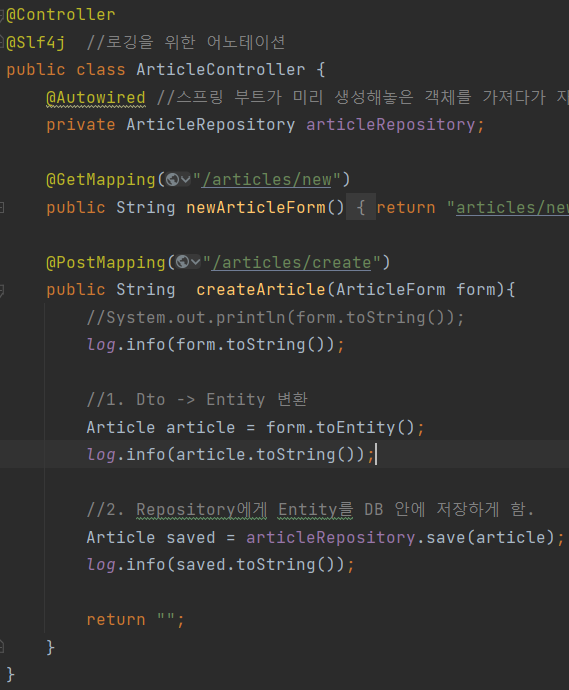 @Controller
@Slf4j  //로깅을 위한 어노테이션
public class ArticleController {
    @Autowired //스프링 부트가 미리 생성해놓은 객체를 가져다가
    private ArticleRepository articleRepository;

    @GetMapping("/articles/new")
    public String newArticleForm() { return "articles/new

    @PostMapping("/articles/create")
    public String  createArticle(ArticleForm form){
        //System.out.println(form.toString());
        log.info(form.toString());

        //1. Dto -> Entity 변환
        Article article = form.toEntity();
        log.info(article.toString());

        //2. Repository에게 Entity를 DB 안에 저장하게 함.
        Article saved = articleRepository.save(article);
        log.info(saved.toString());

        return "";
    }
}